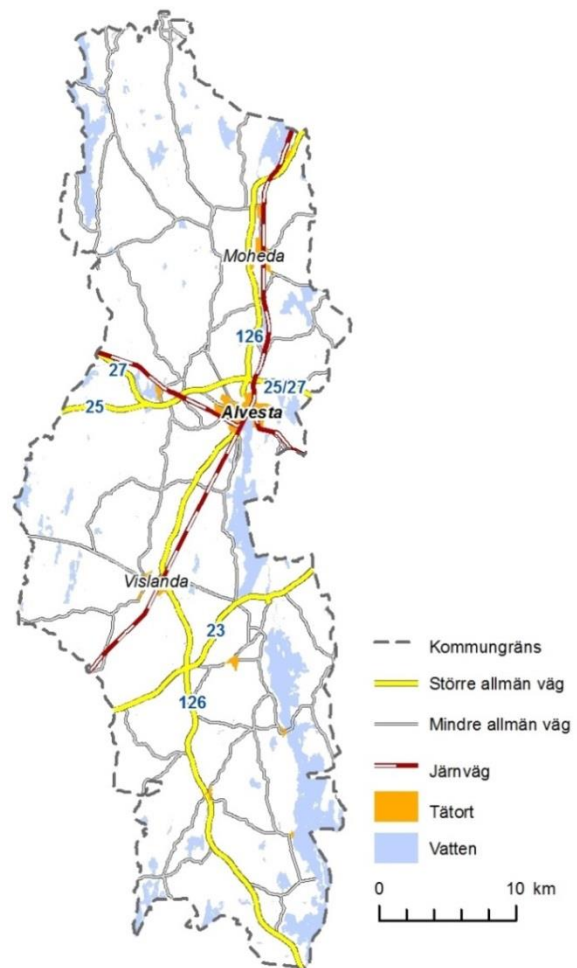 Moheda
126
27
25/27
25
Alvesta
Vislanda
23
126
Kommungräns
Större allmän väg
Mindre allmän väg
Järnväg
Tätort
Vatten
0 10 km